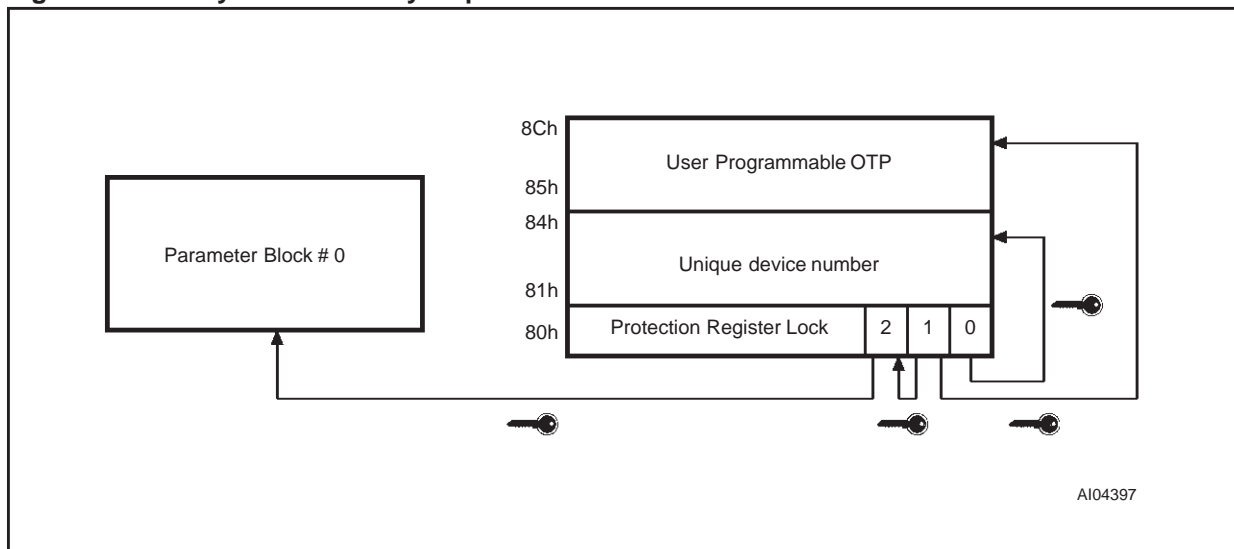 8Ch
User Programmable OTP
85h
84h
Parameter Block # 0
Unique device number
81h
80h
Protection Register Lock
2
1
0
AI04397